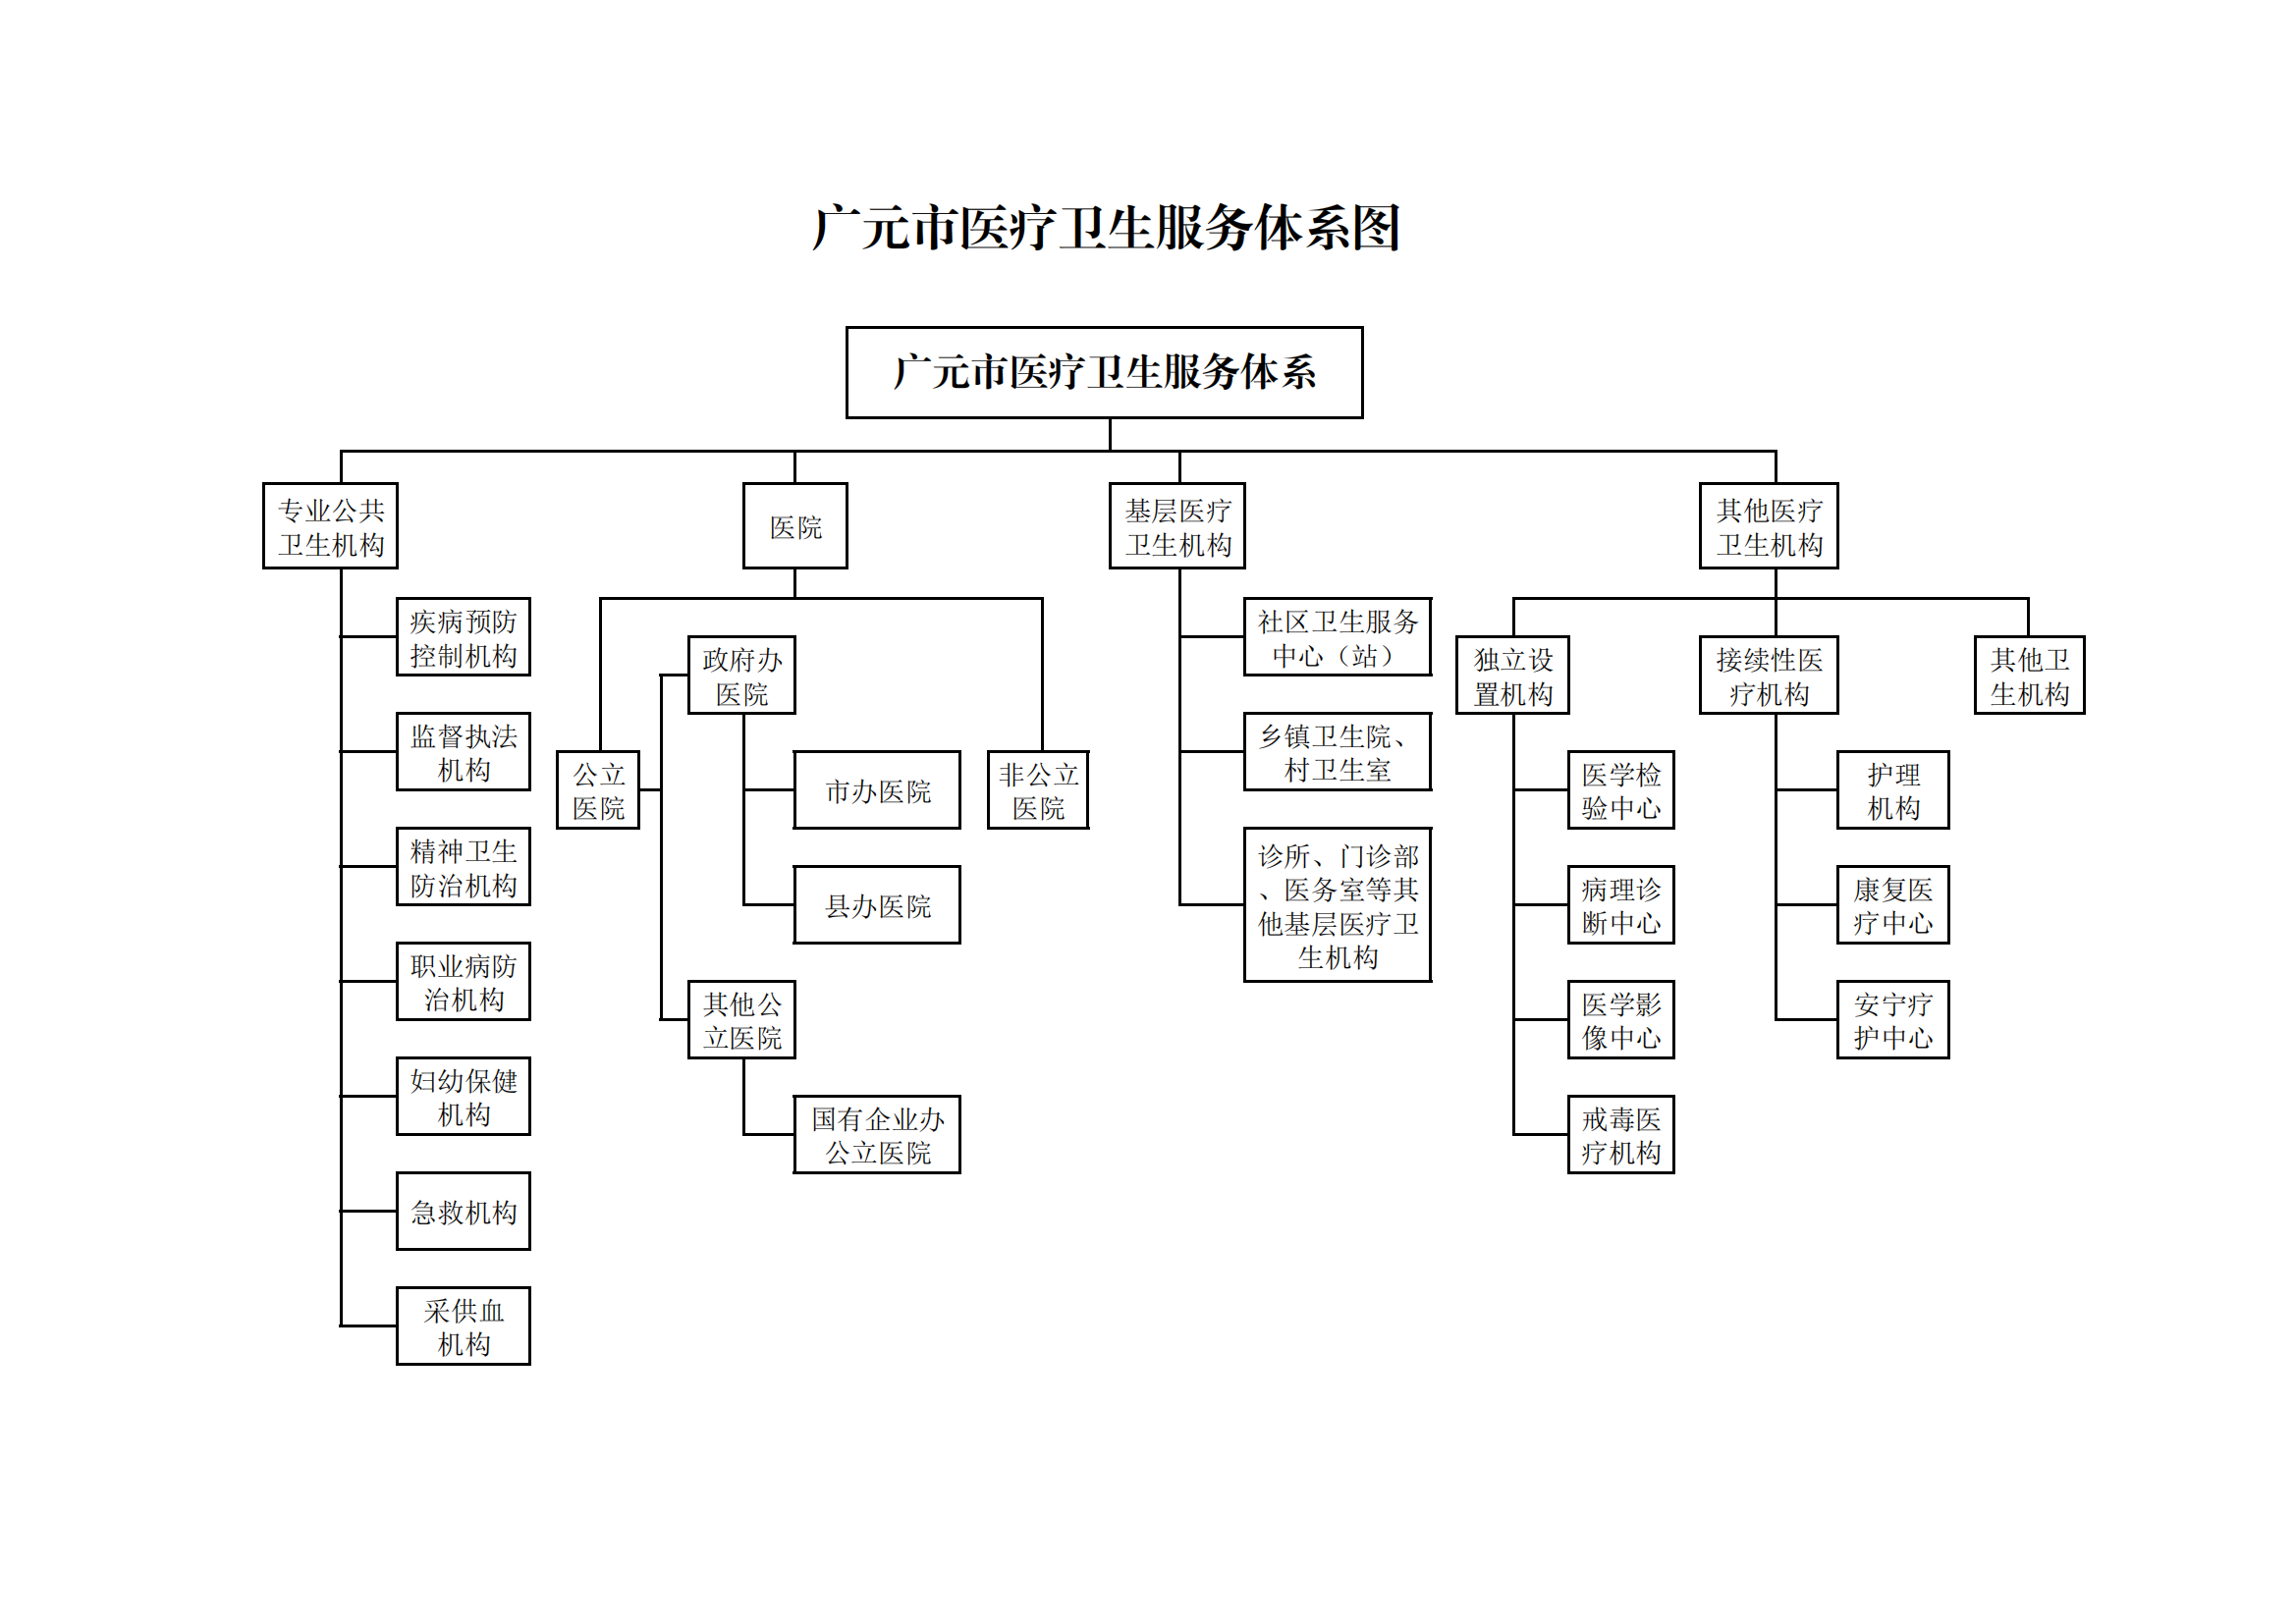 广元市医疗卫生服务体系图
广元市医疗卫生服务体系
专业公共
卫生机构
医院
基层医疗
卫生机构
其他医疗
卫生机构
疾病预防
控制机构
监督执法
机构
精神卫生
防治机构
职业病防
治机构
妇幼保健
机构
急救机构
采供血
机构
公立
医院
政府办
医院
市办医院
县办医院
其他公
立医院
国有企业办
公立医院
非公立
医院
社区卫生服务
中心（站）
乡镇卫生院、
村卫生室
诊所、门诊部
、医务室等其
他基层医疗卫
生机构
独立设
置机构
医学检
验中心
病理诊
断中心
医学影
像中心
戒毒医
疗机构
接续性医
疗机构
护理
机构
康复医
疗中心
安宁疗
护中心
其他卫
生机构